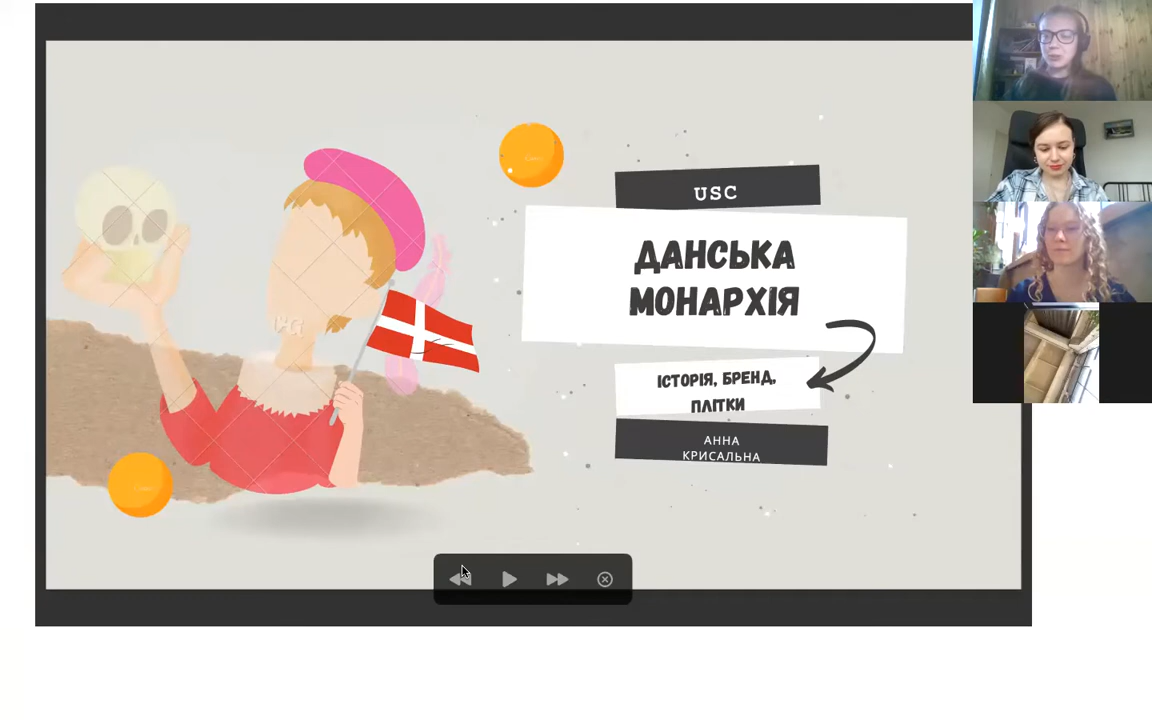 USC
ДАНСЬКА
МОНАРХІЯ
ІСТОРІЯ, БРЕНД,
ПЛІТКИ
АННА
КРИСАЛЬНА